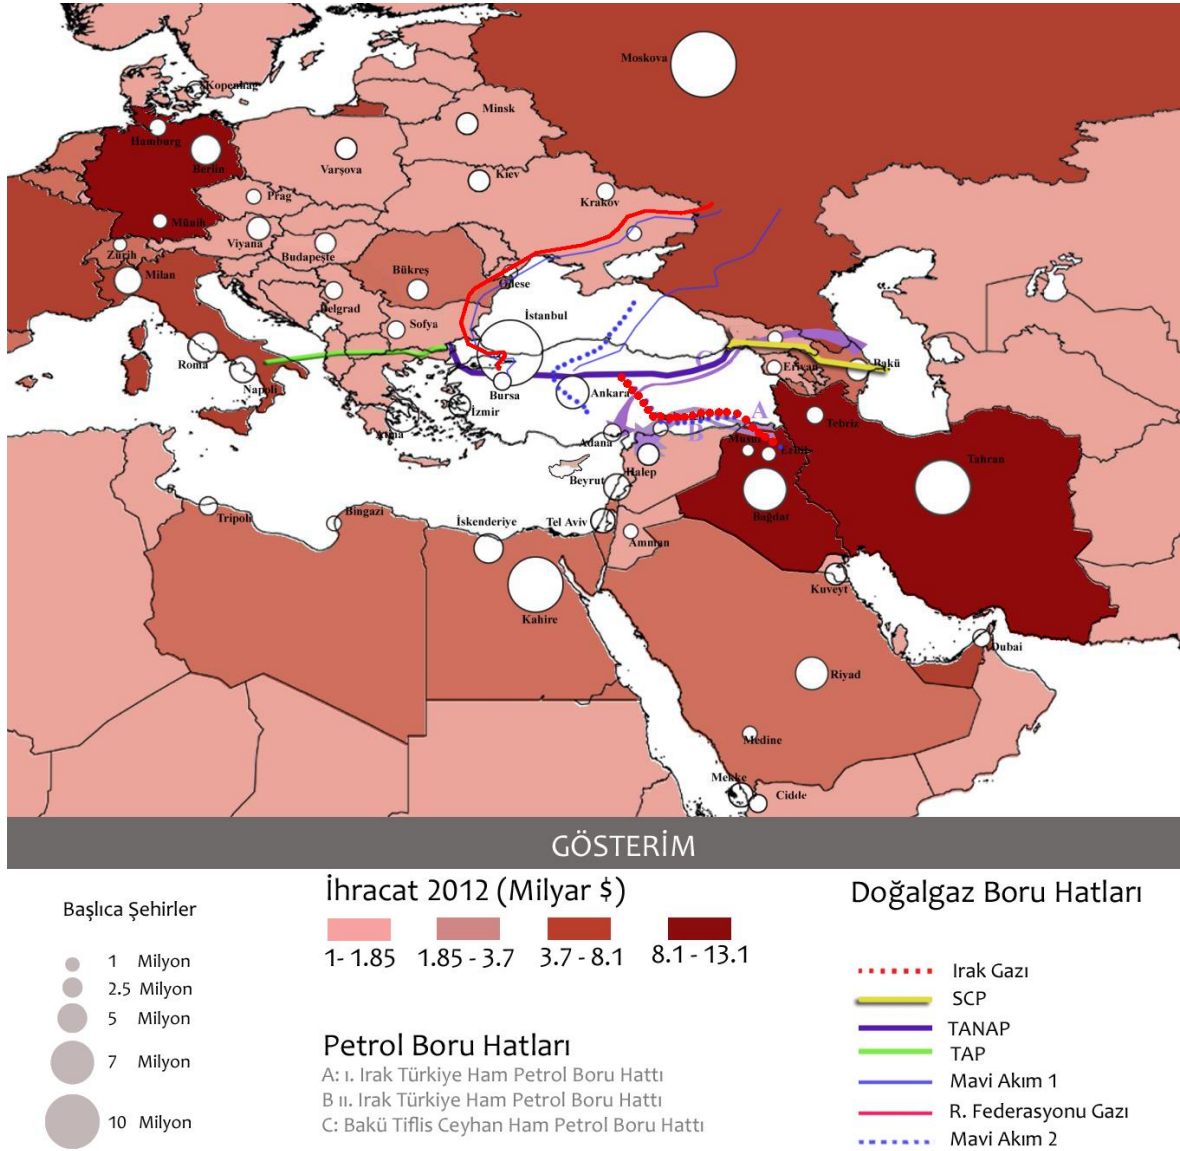 Moskova
Kopenhag
Minsk
Hamburg
Berlin
Varşova
Kiev
Prag
Krakov
Münih
Viyana
Zürih
Budapeşte
Milan
Bükreş
Odese
Belgrad
İstanbul
Sofya
Roma
C
Bakü
Napoli
Erivan
Bursa
Ankara
İzmir
A
Tebriz
Atina
Adana
B
Musul
Erbil
Tahran
Halep
Beyrut
Bağdat
Tripoli
Bingazi
İskenderiye
Tel Aviv
Amman
Kuveyt
Kahire
Dubai
Riyad
Medine
Mekke
Cidde
GÖSTERİM
Başlıca Şehirler
1 Milyon
2.5 Milyon
5 Milyon
7 Milyon
10 Milyon
İhracat 2012 (Milyar $)
1- 1.85
1.85 - 3.7
3.7 - 8.1
8.1 - 13.1
Petrol Boru Hatları
A: ı. Irak Türkiye Ham Petrol Boru Hattı
B ıı. Irak Türkiye Ham Petrol Boru Hattı
C: Bakü Tiflis Ceyhan Ham Petrol Boru Hattı
Doğalgaz Boru Hatları
Irak Gazı
SCP
TANAP
TAP
Mavi Akım 1
R. Federasyonu Gazı
Mavi Akım 2